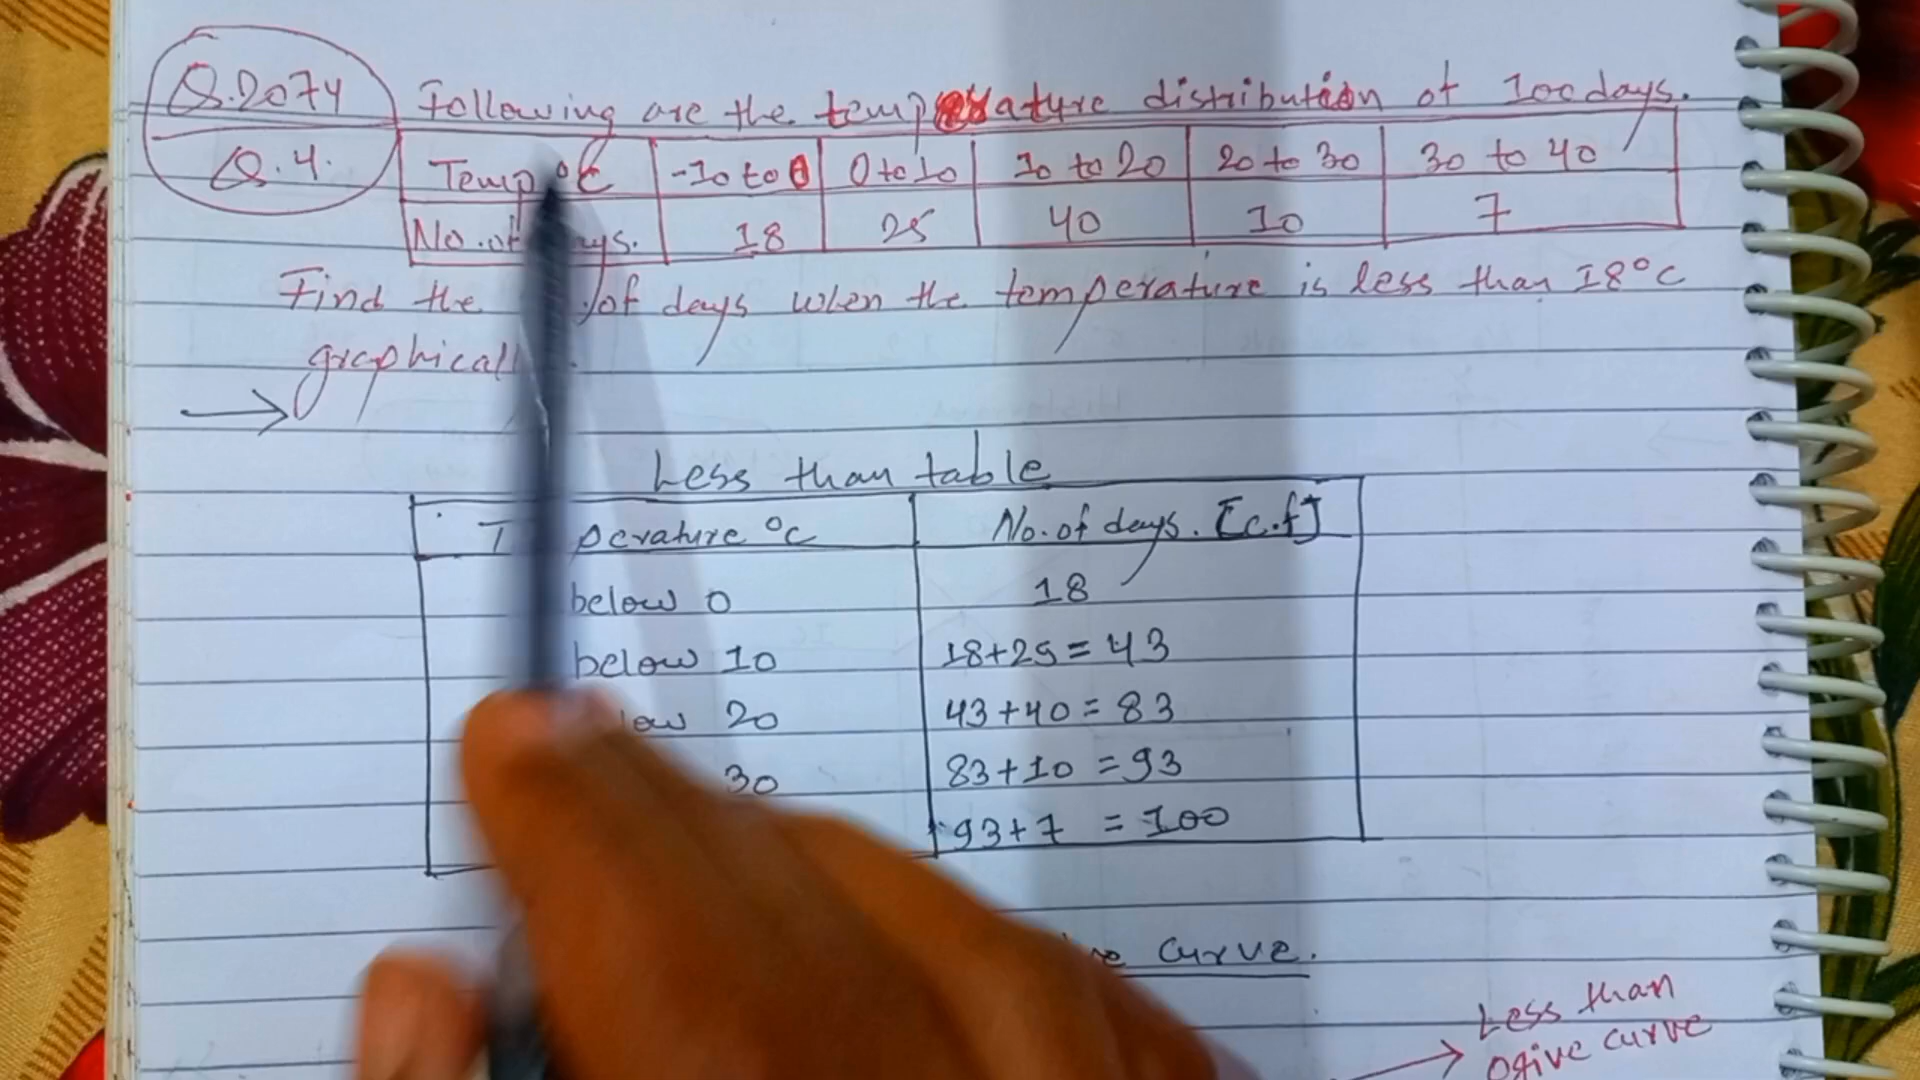 Q.2074
Q.4.
Following are the temperature distribution of 100 days.
Temp °C -10 to 0 0 to 10 10 to 20 20 to 30 30 to 40
No. of days. 18 25 40 10 7
Find the of days when the temperature is less than 18°C
graphical
Less than table
perature °C No. of days. [c.f]
below 0 18
below 10 18+25 = 43
low 20 43+40 = 83
30 83+10 = 93
93+7 = 100
curve.
Less than
ogive curve